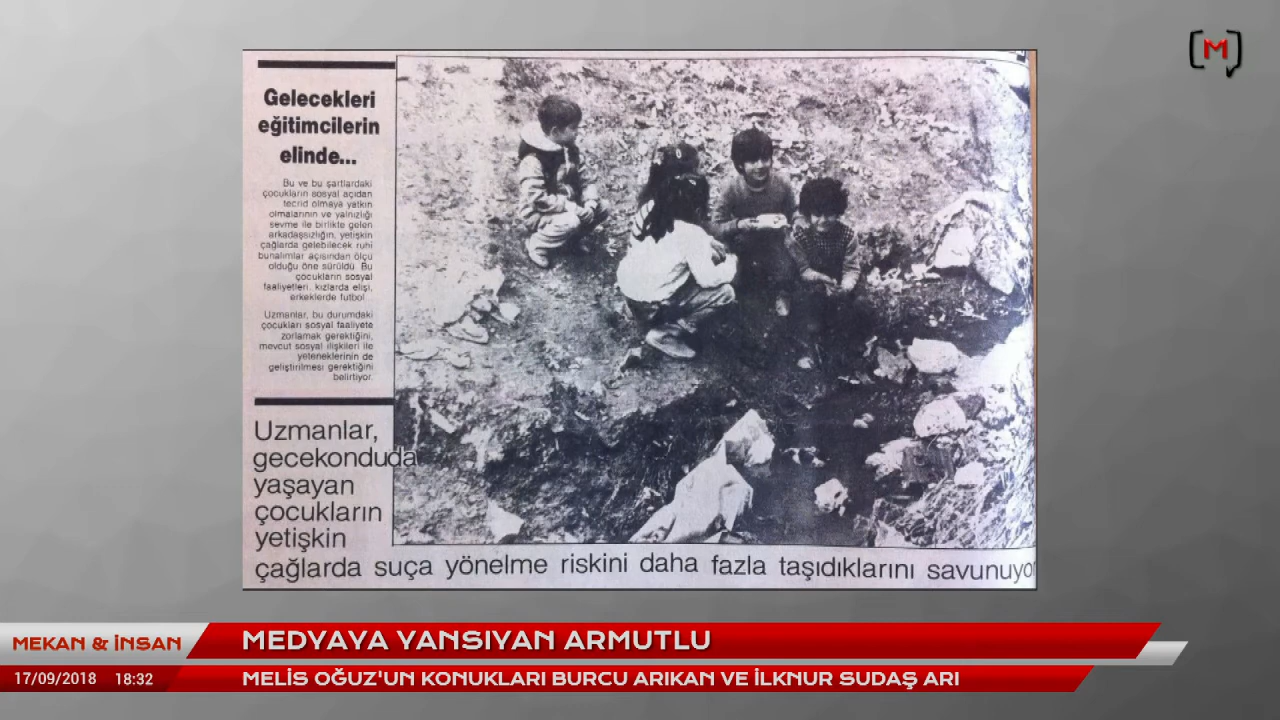 M
Gelecekleri
eğitimcilerin
elinde...
Bu ve bu şartlardaki
çocukların sosyal açıdan
tecrid olmaya yatkın
olmalarının ve yalnızlığı
sevme ile birlikte gelen
arkadaşsızlığın, yetişkin
çağlarda gelebilecek ruhi
bunalımlar açısından ölçü
olduğu öne sürüldü. Bu
çocukların sosyal
faaliyetleri, kızlarda elişi,
erkeklerde futbol.
Uzmanlar, bu durumdaki
çocukları sosyal faaliyete
zorlamak gerektiğini,
mevcut sosyal ilişkileri ile
yeteneklerinin de
geliştirilmesi gerektiğini
belirtiyor.
Uzmanlar,
gecekonduda
yaşayan
çocukların
yetişkin
çağlarda suça yönelme riskini daha fazla taşıdıklarını savunuyo
MEKAN & İNSAN
MEDYAYA YANSIYAN ARMUTLU
17/09/2018 18:32
MELİS OĞUZ'UN KONUKLARI BURCU ARIKAN VE İLKNUR SUDAŞ ARI